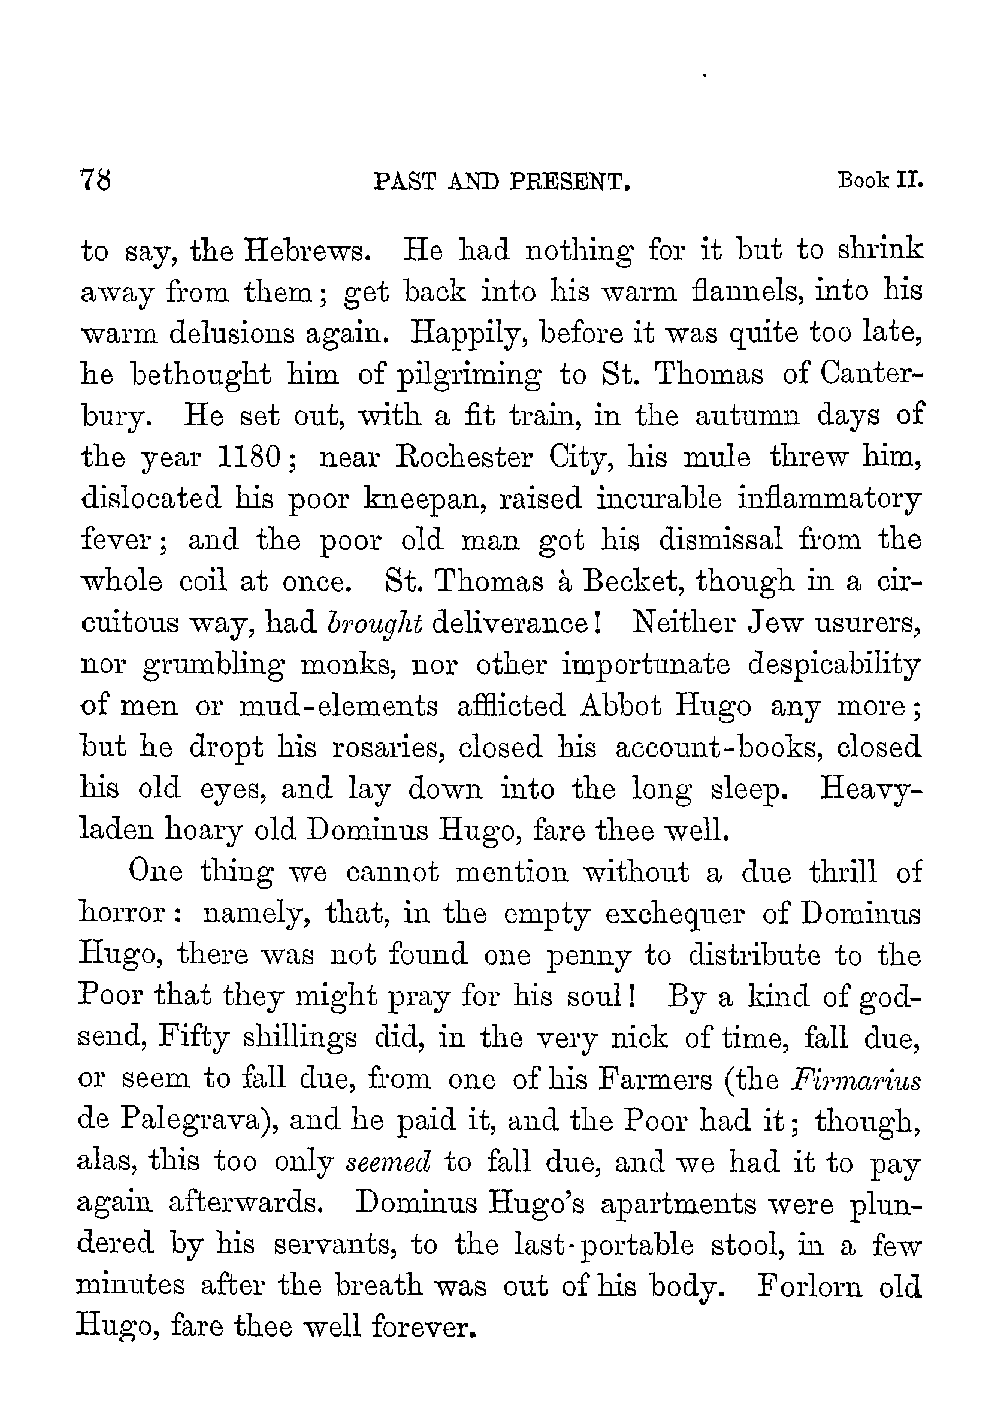 78 PAST AND PRESENT. Book II.
to say, the Hebrews. He had nothing for it but to shrink
away from them; get back into his warm flannels, into his
warm delusions again. Happily, before it was quite too late,
he bethought him of pilgriming to St. Thomas of Canter-
bury. He set out, with a fit train, in the autumn days of
the year 1180; near Rochester City, his mule threw him,
dislocated his poor kneepan, raised incurable inflammatory
fever; and the poor old man got his dismissal from the
whole coil at once. St. Thomas à Becket, though in a cir-
cuitous way, had brought deliverance! Neither Jew usurers,
nor grumbling monks, nor other importunate despicability
of men or mud-elements afflicted Abbot Hugo any more;
but he dropt his rosaries, closed his account-books, closed
his old eyes, and lay down into the long sleep. Heavy-
laden hoary old Dominus Hugo, fare thee well.
One thing we cannot mention without a due thrill of
horror: namely, that, in the empty exchequer of Dominus
Hugo, there was not found one penny to distribute to the
Poor that they might pray for his soul! By a kind of god-
send, Fifty shillings did, in the very nick of time, fall due,
or seem to fall due, from one of his Farmers (the Firmarius
de Palegrava), and he paid it, and the Poor had it; though,
alas, this too only seemed to fall due, and we had it to pay
again afterwards. Dominus Hugo's apartments were plun-
dered by his servants, to the last portable stool, in a few
minutes after the breath was out of his body. Forlorn old
Hugo, fare thee well forever.